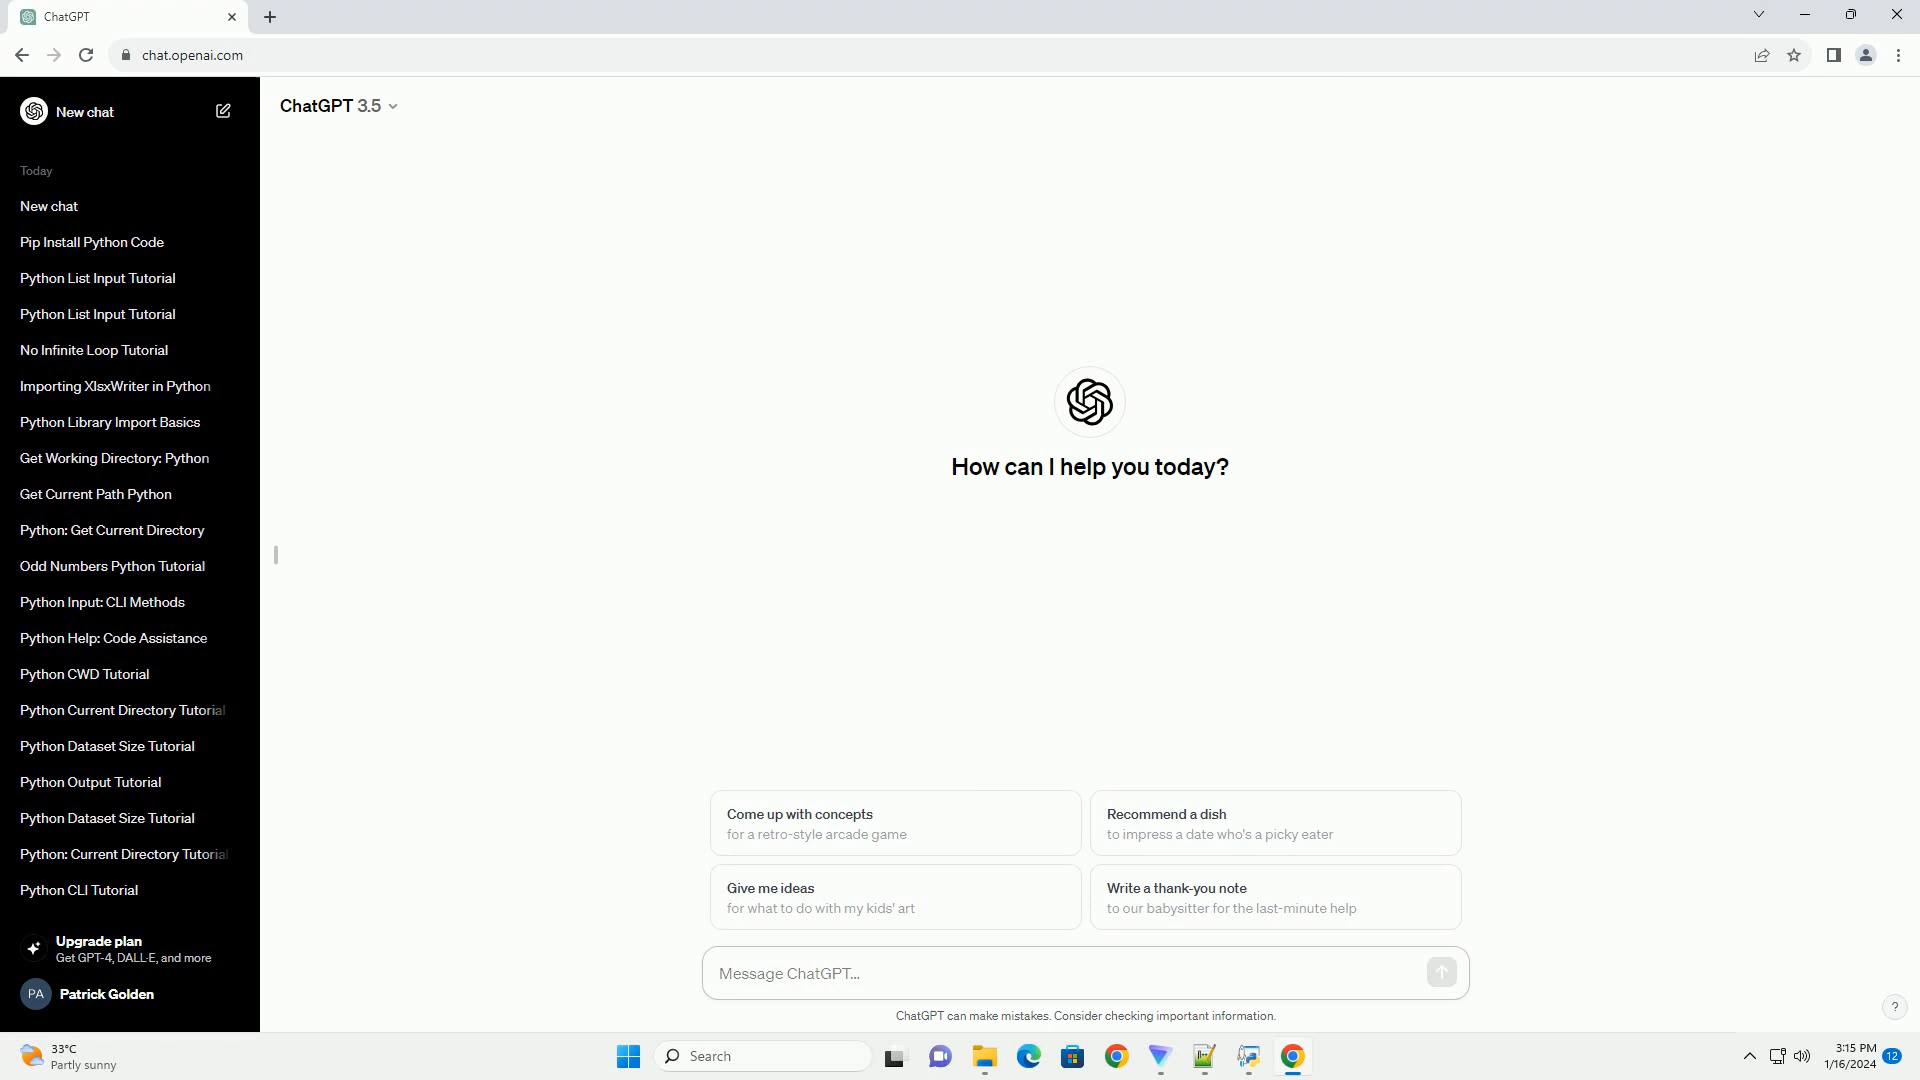 ChatGPT
chat.openai.com
New chat
ChatGPT 3.5
Today
New chat
Pip Install Python Code
Python List Input Tutorial
Python List Input Tutorial
No Infinite Loop Tutorial
Importing XlsxWriter in Python
Python Library Import Basics
Get Working Directory: Python
Get Current Path Python
Python: Get Current Directory
Odd Numbers Python Tutorial
Python Input: CLI Methods
Python Help: Code Assistance
Python CWD Tutorial
Python Current Directory Tutorial
Python Dataset Size Tutorial
Python Output Tutorial
Python Dataset Size Tutorial
Python: Current Directory Tutorial
Python CLI Tutorial
Upgrade plan
Get GPT-4, DALL·E, and more
PA
Patrick Golden
How can I help you today?
Come up with concepts
for a retro-style arcade game
Recommend a dish
to impress a date who's a picky eater
Give me ideas
for what to do with my kids' art
Write a thank-you note
to our babysitter for the last-minute help
Message ChatGPT...
ChatGPT can make mistakes. Consider checking important information.
?
33°C
Partly sunny
Search
3:15 PM
1/16/2024
12